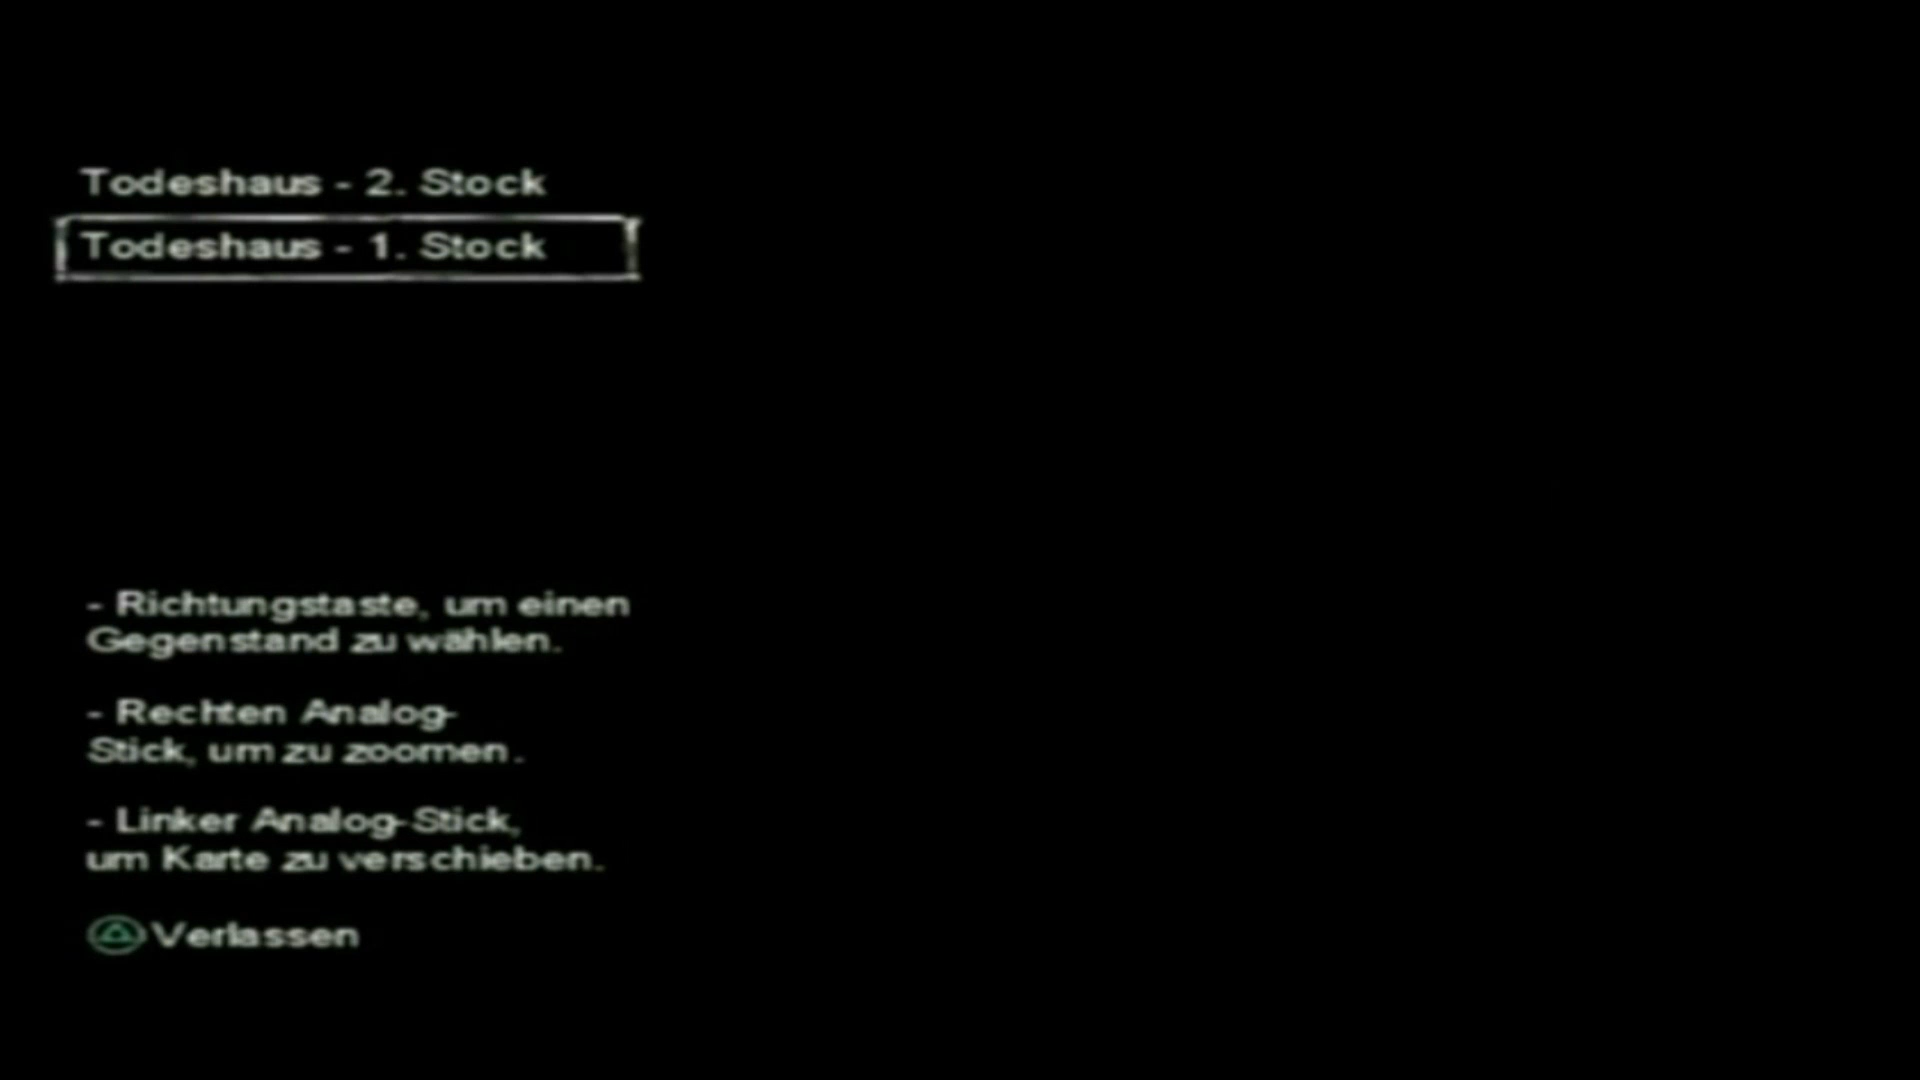 Todeshaus - 2. Stock
Todeshaus - 1. Stock
- Richtungstaste, um einen
Gegenstand zu wählen.
- Rechten Analog-
Stick, um zu zoomen.
- Linker Analog-Stick,
um Karte zu verschieben.
Verlassen